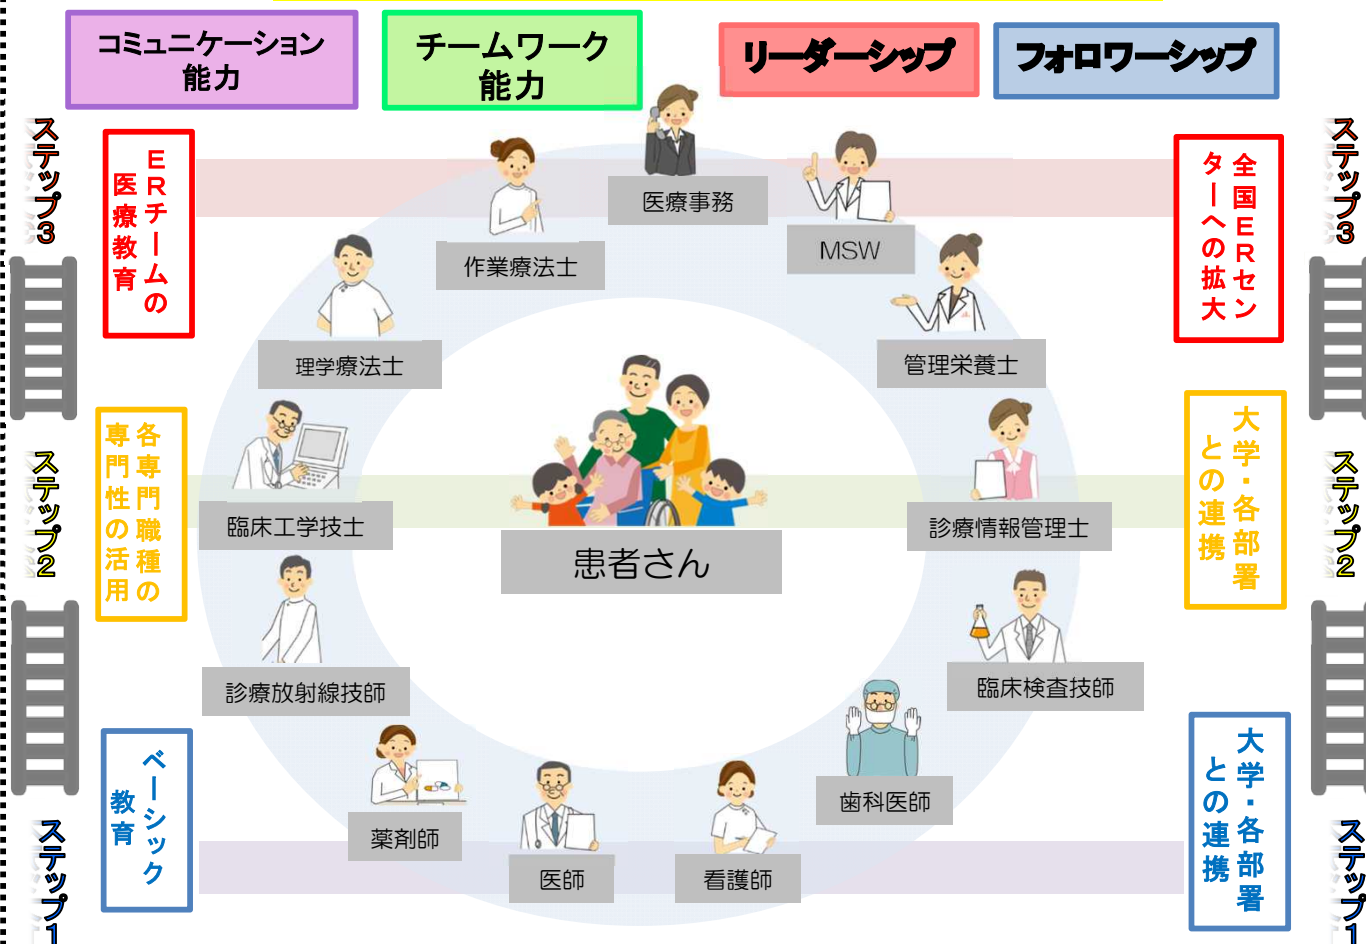 コミュニケーション
能力
チームワーク
能力
リーダーシップ
フォロワーシップ
ステップ3
ERチームの
医療教育
医療事務
作業療法士
MSW
理学療法士
管理栄養士
全国ERセン
ターへの拡大
ステップ3
ステップ2
各専門職種の
専門性の活用
臨床工学技士
患者さん
診療情報管理士
大学・各部署
との連携
ステップ2
診療放射線技師
臨床検査技師
歯科医師
薬剤師
医師
看護師
ステップ1
ベーシック
教育
大学・各部署
との連携
ステップ1